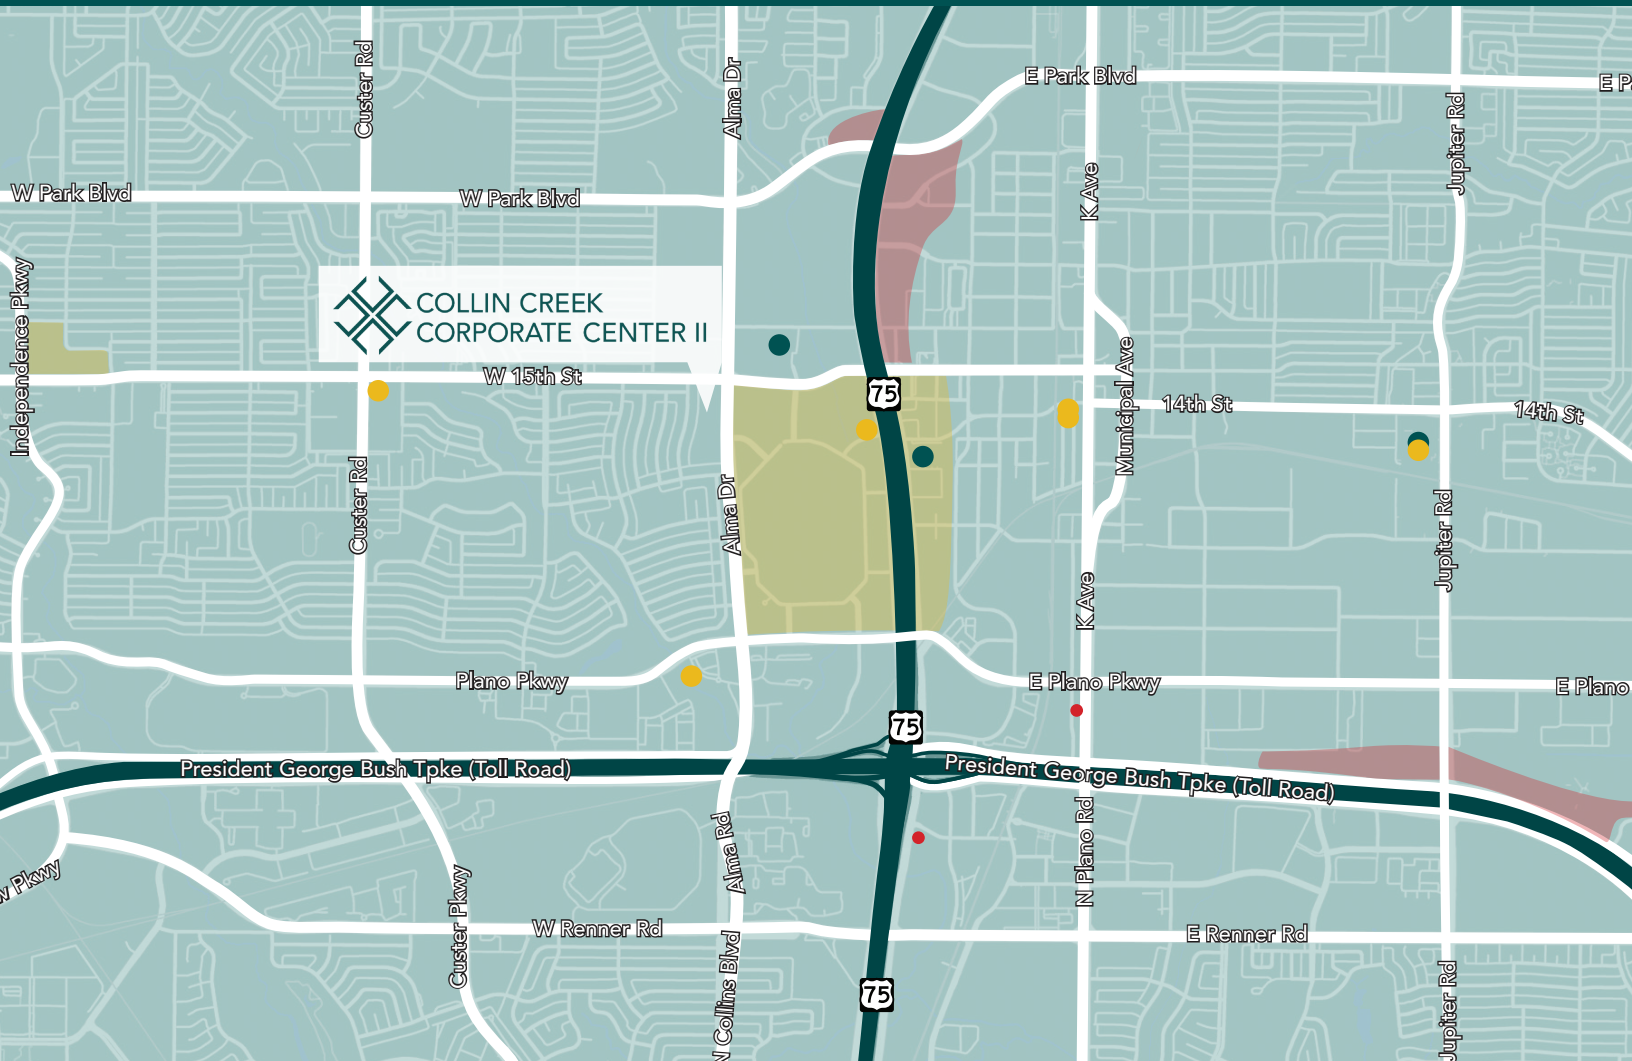 Custer Rd
Alma Dr
E Park Blvd
E P
Jupiter Rd
K Ave
W Park Blvd
W Park Blvd
Independence Pkwy
COLLIN CREEK
CORPORATE CENTER II
W 15th St
75
Municipal Ave
14th St
14th St
Custer Rd
Alma Dr
Jupiter Rd
K Ave
Plano Pkwy
E Plano Pkwy
E Plano
75
President George Bush Tpke (Toll Road)
President George Bush Tpke (Toll Road)
Alma Rd
N Plano Rd
w Pkwy
Custer Pkwy
W Renner Rd
E Renner Rd
N Collins Blvd
75
Jupiter Rd